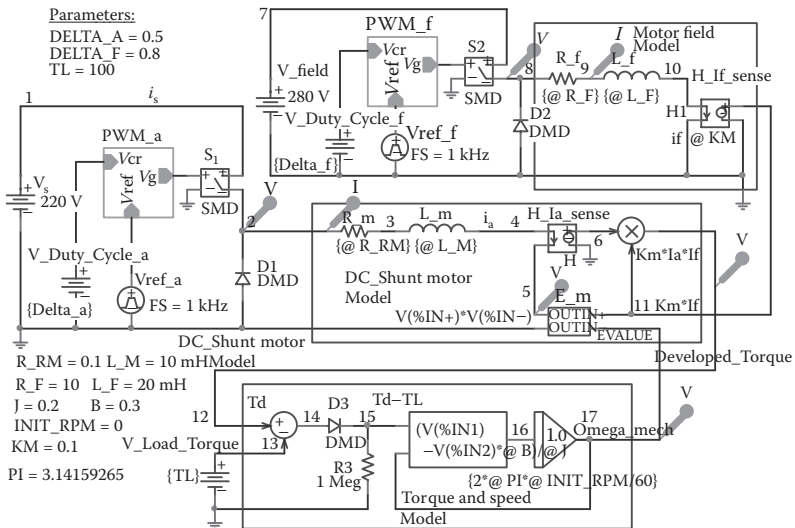 Parameters:
DELTA_A = 0.5
DELTA_F = 0.8
TL = 100
7
PWM_f
Vcr
Vg
Vref
S2
SMD
V_field
280 V
V_Duty_Cycle_f
{Delta_f}
Vref_f
FS = 1 kHz
V
8
D2
DMD
I
Motor field
Model
R_f
9
L_f
10
{@ R_F}
{@ L_F}
H_If_sense
H1
if
@ KM
1
is
PWM_a
Vcr
Vg
Vref
S1
SMD
Vs
220 V
V_Duty_Cycle_a
{Delta_a}
Vref_a
FS = 1 kHz
V
2
D1
DMD
I
R_m
3
L_m
ia
4
H_Ia_sense
6
{@ R_RM}
{@ L_M}
H
Km*Ia*If
V
DC_Shunt motor
Model
V
5
E_m
11 Km*If
V(%IN+)*V(%IN−)
OUTIN+
OUTIN−
EVALUE
DC_Shunt motor
Model
Developed_Torque
R_RM = 0.1 L_M = 10 mH
R_F = 10 L_F = 20 mH
J = 0.2 B = 0.3
INIT_RPM = 0
KM = 0.1
PI = 3.14159265
12
Td
14
D3
DMD
15
Td−TL
13
V_Load_Torque
{TL}
R3
1 Meg
(V(%IN1)
−V(%IN2)*@ B)/@ J
16
1.0
17
Omega_mech
V
{2*@ PI*@ INIT_RPM/60}
Torque and speed
Model